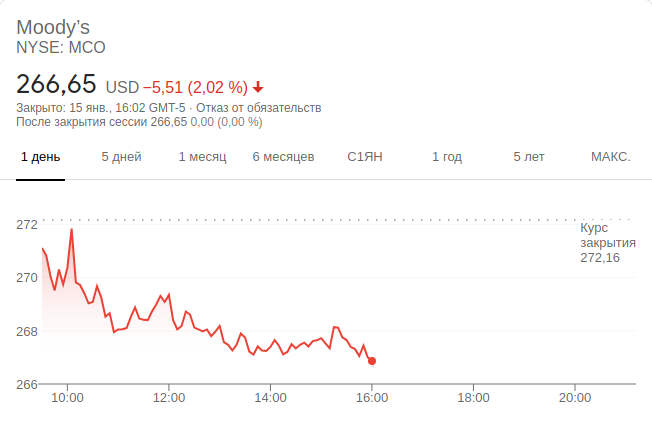 Moody’s
NYSE: MCO
266,65 USD −5,51 (2,02 %)
Закрыто: 15 янв., 16:02 GMT-5 · Отказ от обязательств
После закрытия сессии 266,65 0,00 (0,00 %)
1 день 5 дней 1 месяц 6 месяцев С1ЯН 1 год 5 лет МАКС.
272
Курс
закрытия
272,16
270
268
266
10:00 12:00 14:00 16:00 18:00 20:00